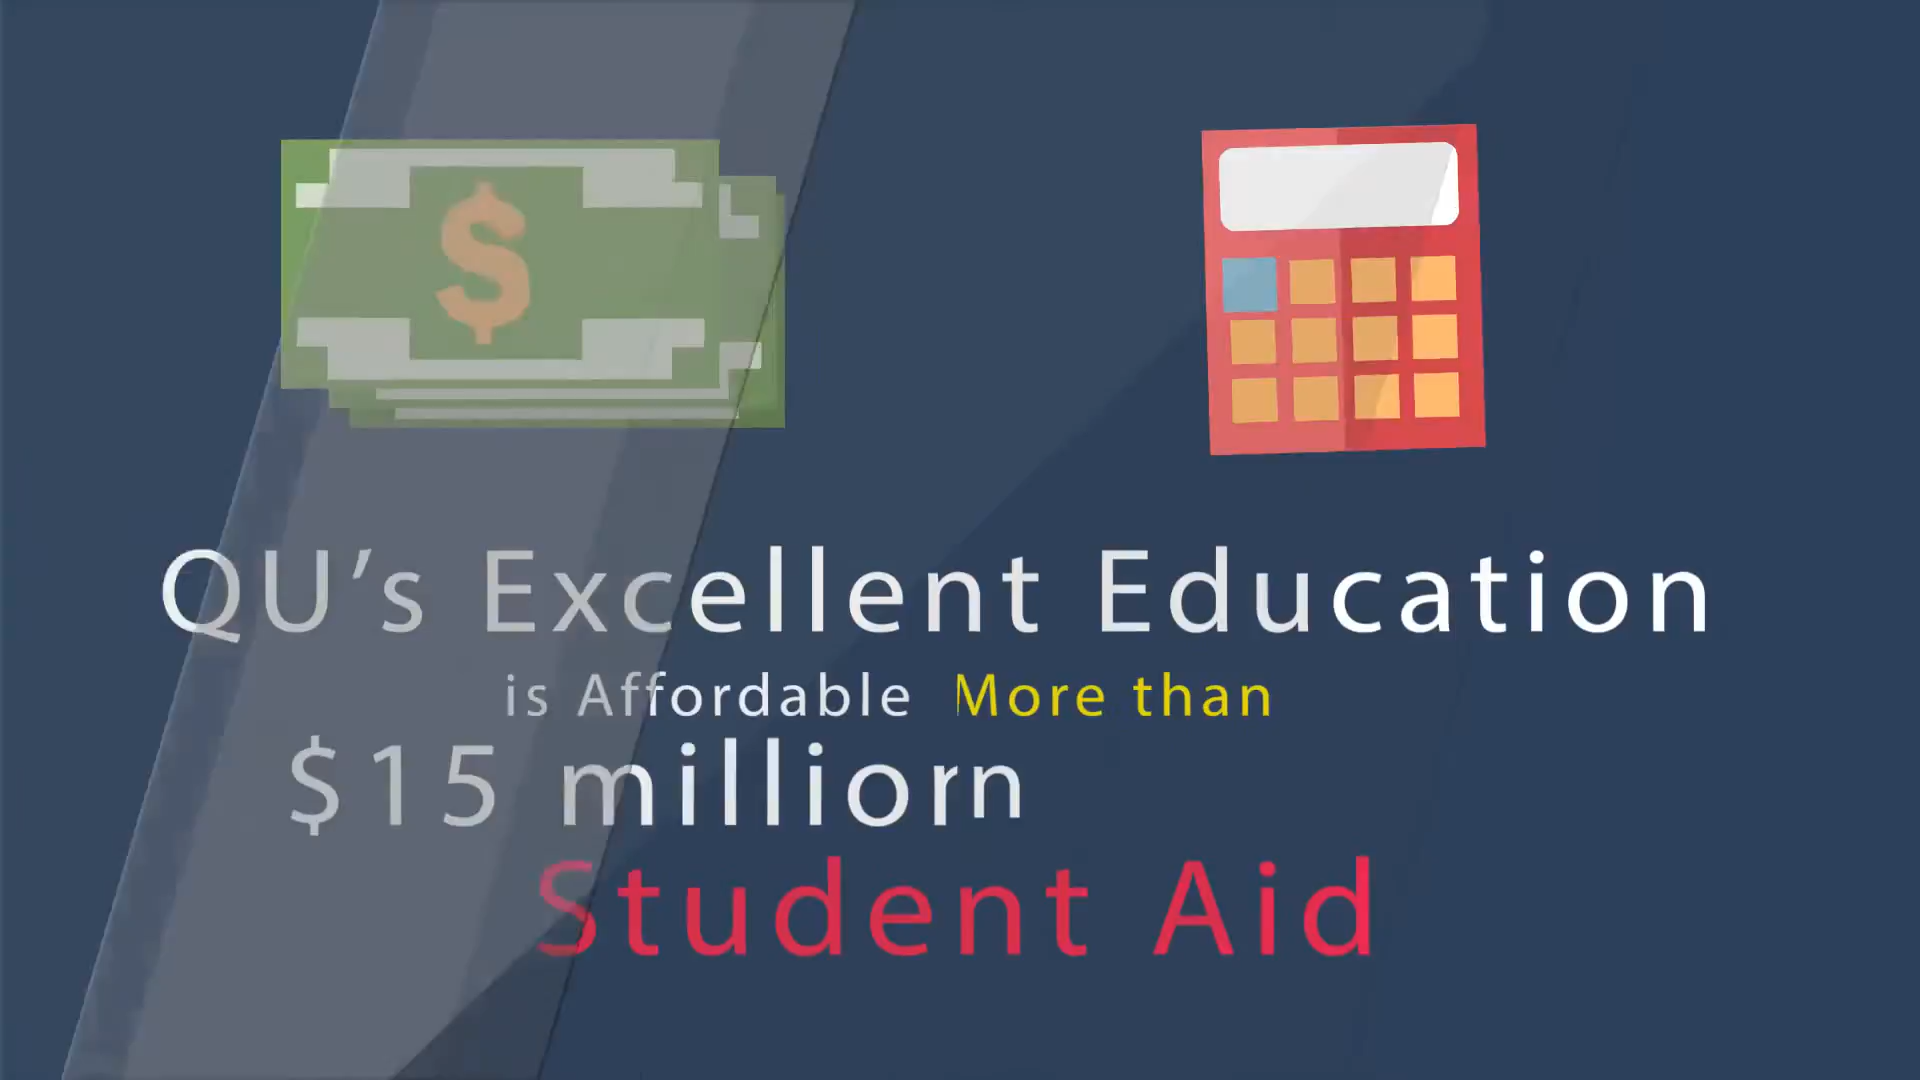 $
QU's Excellent Education
is Affordable More than
$15 milliorn
Student Aid